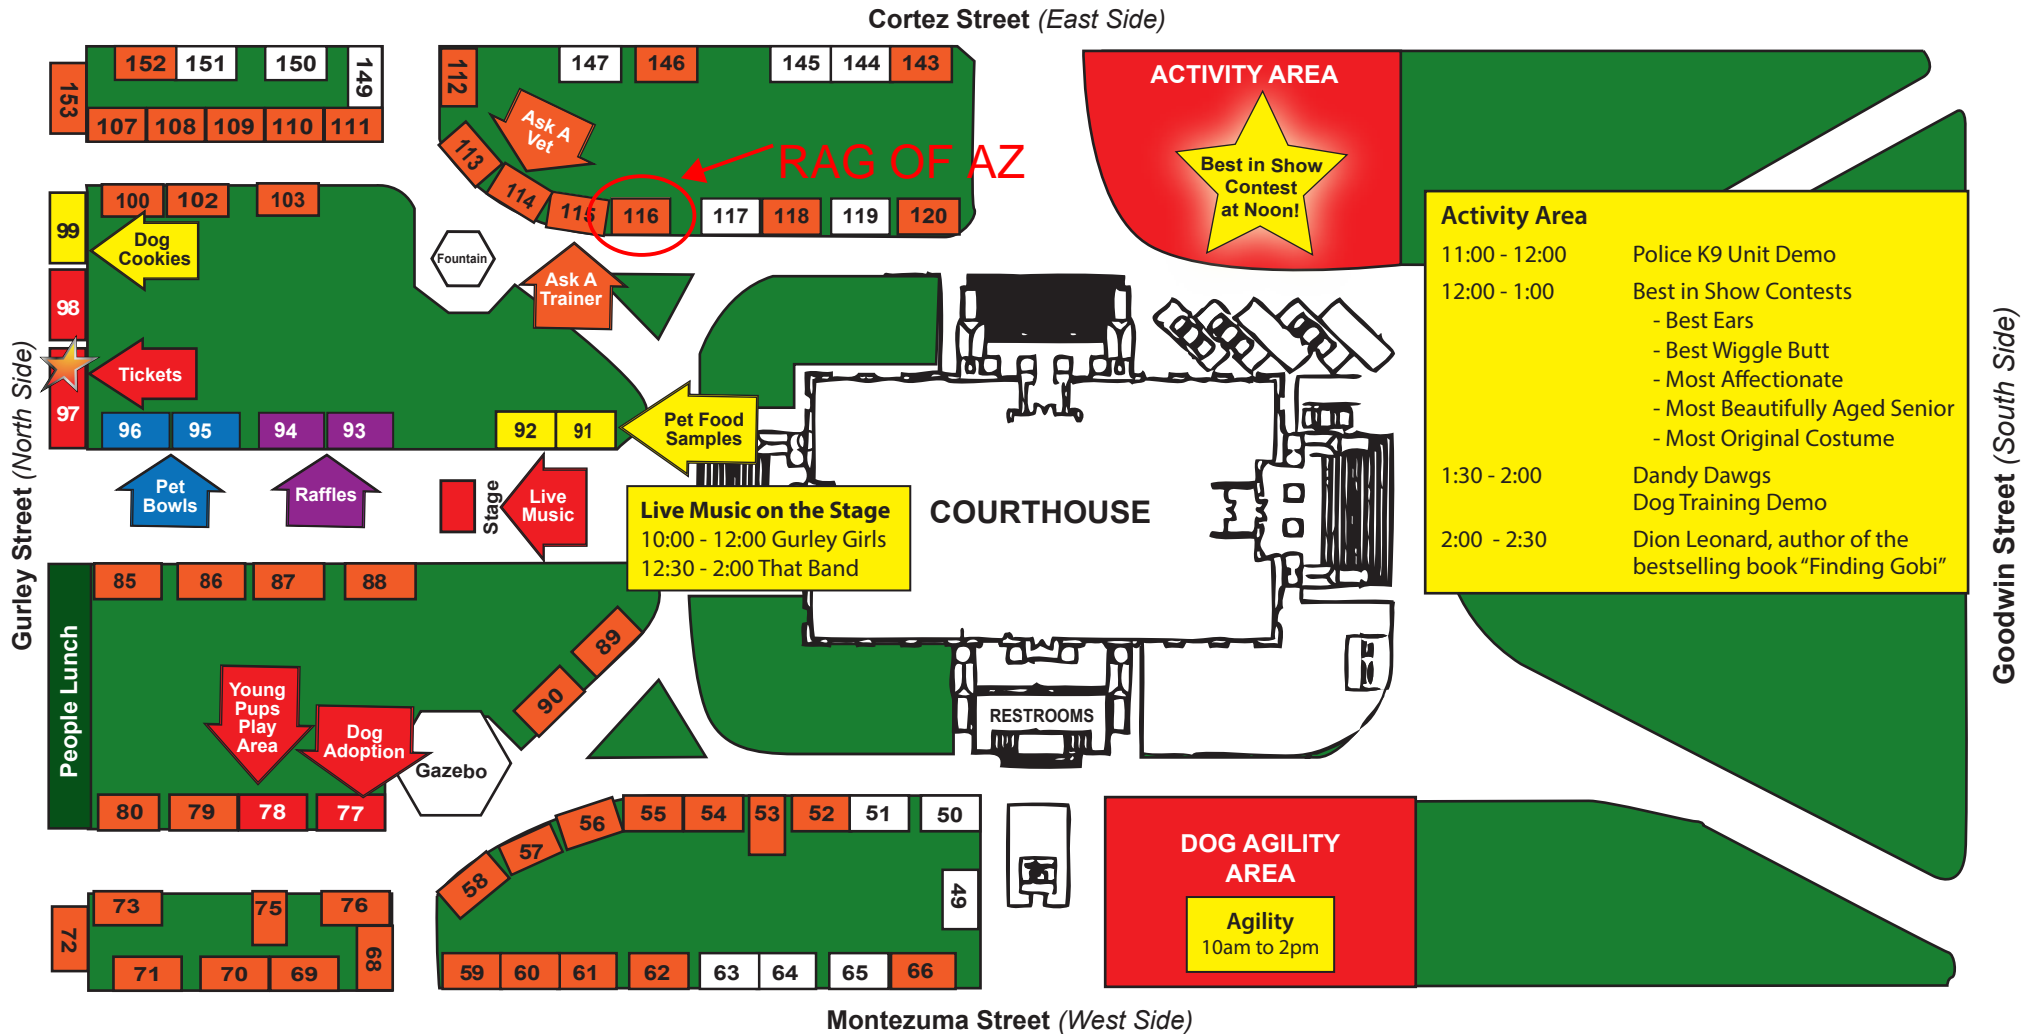 Cortez Street (East Side)
152
151
150
149
153
107
108
109
110
111
112
147
146
145
144
143
Ask A
Vet
113
114
115
116
117
118
119
120
RAG OF AZ
ACTIVITY AREA
Best in Show
Contest
at Noon!
100
102
103
99
Dog
Cookies
98
97
Tickets
Fountain
Ask A
Trainer
96
95
94
93
92
91
Pet Food
Samples
Pet
Bowls
Raffles
Stage
Live
Music
Live Music on the Stage
10:00 - 12:00 Gurley Girls
12:30 - 2:00 That Band
COURTHOUSE
RESTROOMS
Activity Area
11:00 - 12:00 Police K9 Unit Demo
12:00 - 1:00 Best in Show Contests
- Best Ears
- Best Wiggle Butt
- Most Affectionate
- Most Beautifully Aged Senior
- Most Original Costume
1:30 - 2:00 Dandy Dawgs
Dog Training Demo
2:00 - 2:30 Dion Leonard, author of the
bestselling book “Finding Gobi”
Gurley Street (North Side)
Goodwin Street (South Side)
85
86
87
88
89
90
People Lunch
Young
Pups
Play
Area
Dog
Adoption
Gazebo
80
79
78
77
55
54
53
52
51
50
56
57
58
49
73
75
76
72
68
71
70
69
59
60
61
62
63
64
65
66
DOG AGILITY
AREA
Agility
10am to 2pm
Montezuma Street (West Side)